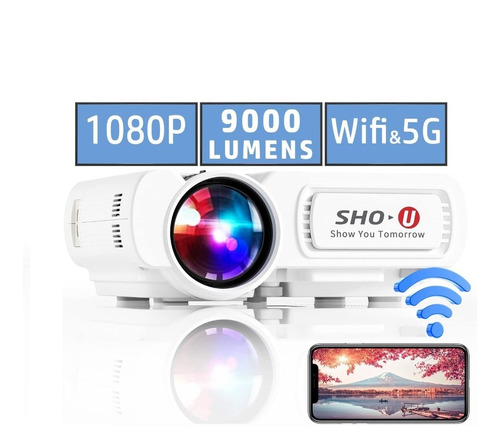 1080P
9000
LUMENS
Wifi&5G
SHO U
Show You Tomorrow